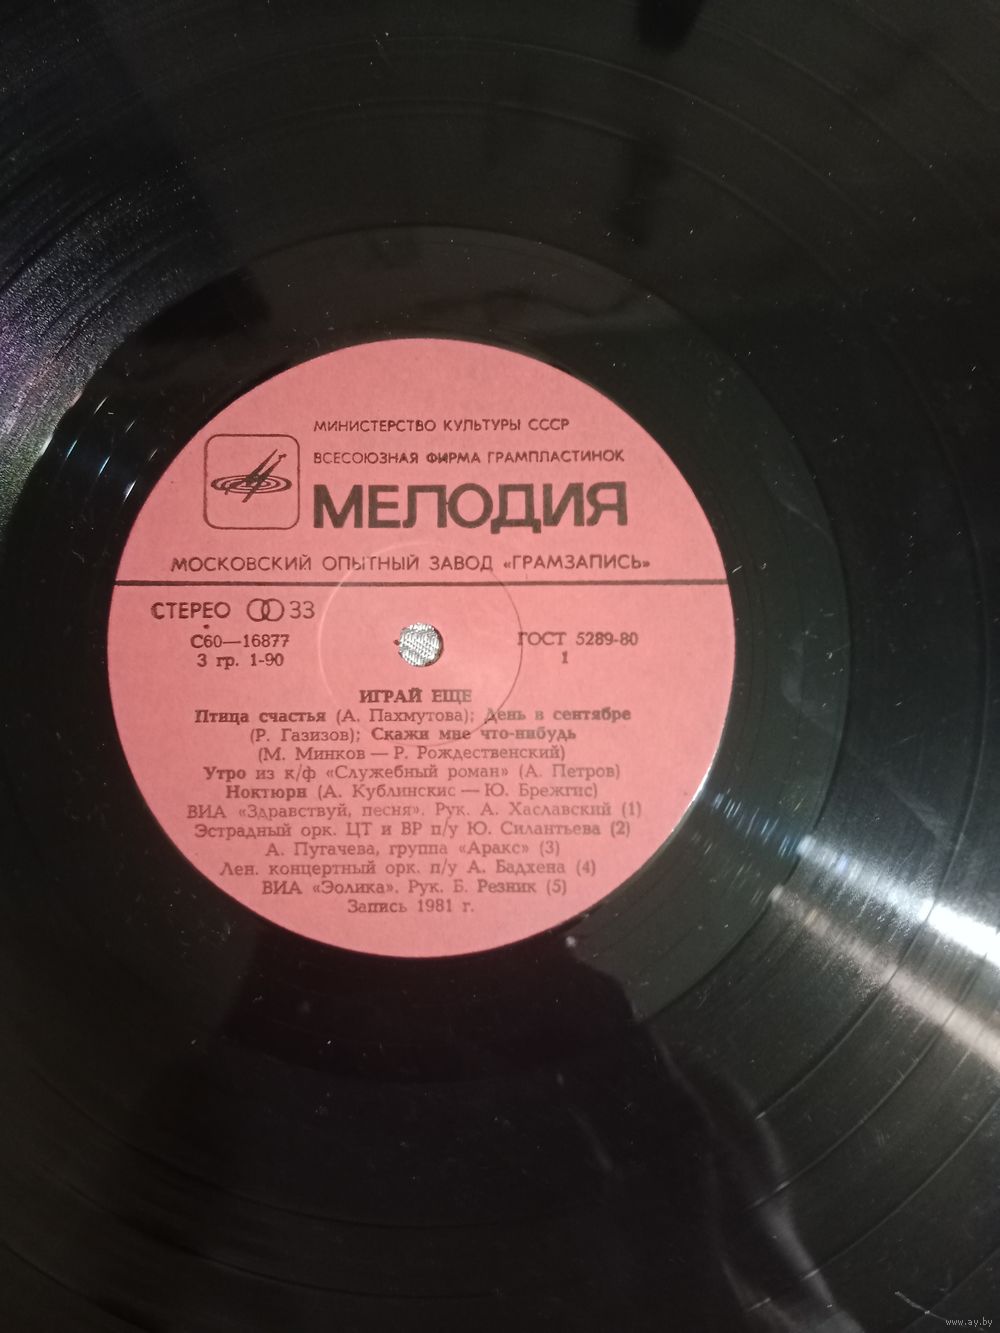 МИНИСТЕРСТВО КУЛЬТУРЫ СССР
ВСЕСОЮЗНАЯ ФИРМА ГРАМПЛАСТИНОК
МЕЛОДИЯ
МОСКОВСКИЙ ОПЫТНЫЙ ЗАВОД «ГРАМЗАПИСЬ»
СТЕРЕО 33
С60—16877 ГОСТ 5289-80
3 гр. 1-90 1
ИГРАЙ ЕЩЕ
Птица счастья (А. Пахмутова); День в сентябре
(Р. Газизов); Скажи мне что-нибудь
(М. Минков — Р. Рождественский)
Утро из к/ф «Служебный роман» (А. Петров)
Ноктюрн (А. Кублинскис — Ю. Брежгис)
ВИА «Здравствуй, песня». Рук. А. Хаславский (1)
Эстрадный орк. ЦТ и ВР п/у Ю. Силантьева (2)
А. Пугачева, группа «Аракс» (3)
Лен. концертный орк. п/у А. Бадхена (4)
ВИА «Эолика». Рук. Б. Резник (5)
Запись 1981 г.
www.ay.by